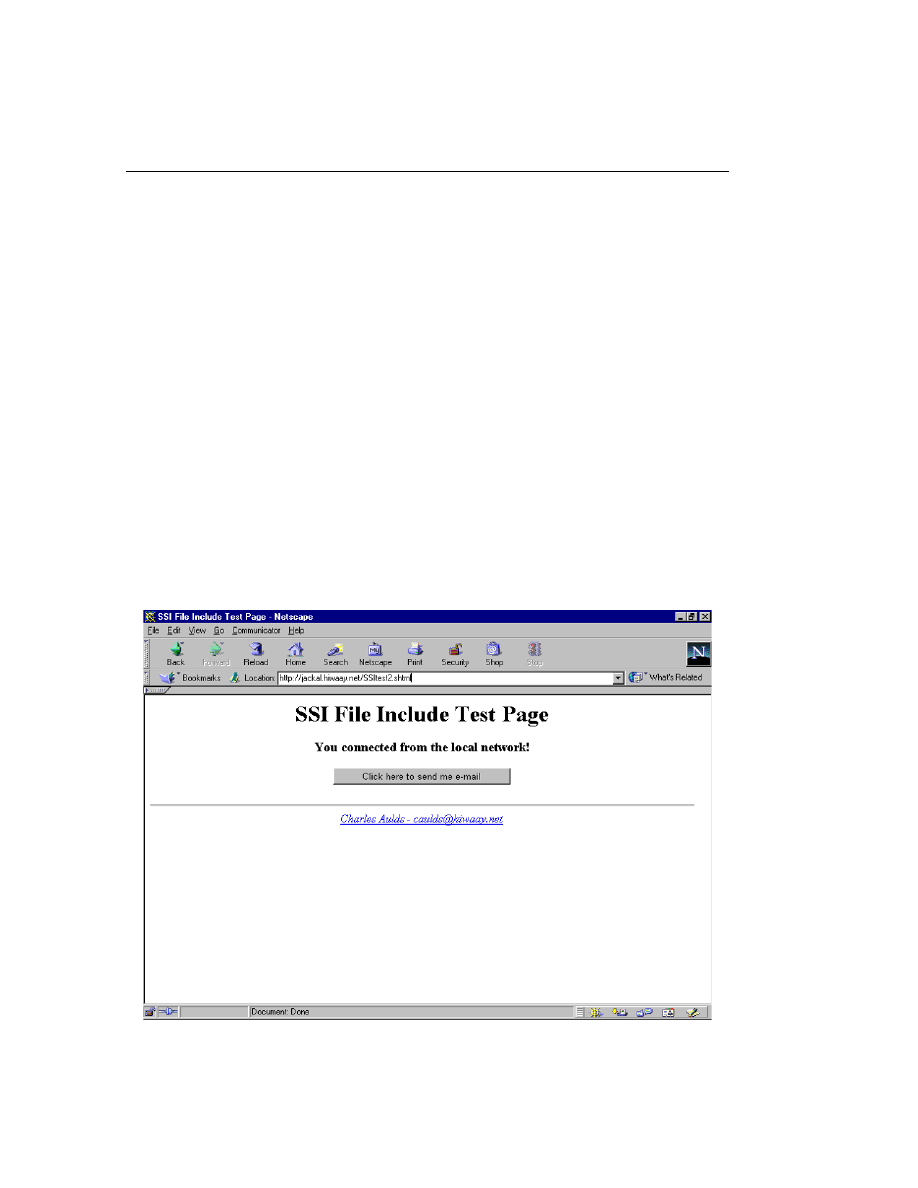 SSI File Include Test Page - Netscape
File Edit View Go Communicator Help
Back Forward Reload Home Search Netscape Print Security Shop Stop
N
Bookmarks Location: http://jackal.hiwaay.net/SSItest2.shtml What's Related
SSI File Include Test Page
You connected from the local network!
Click here to send me e-mail
Charles Aulds - caulds@hiwaay.net
Document: Done